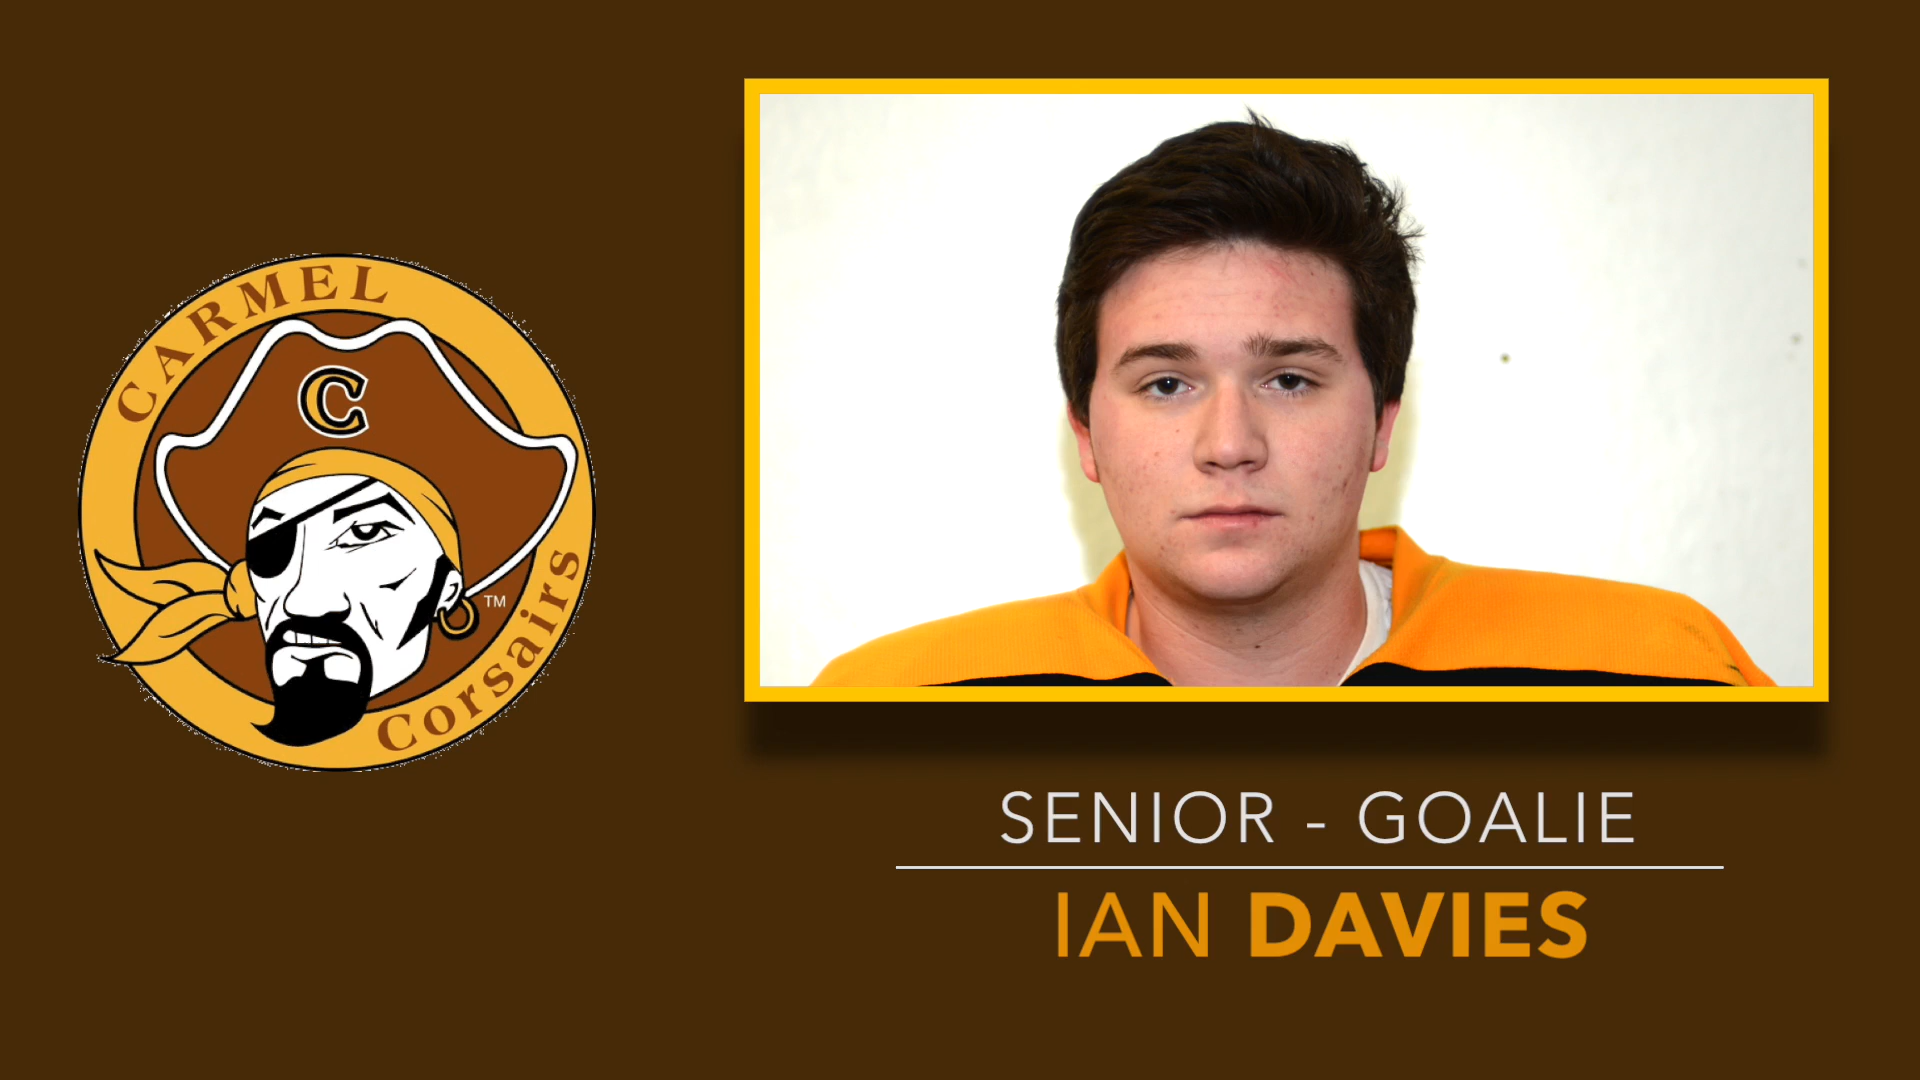 CARMEL
C
TM
Corsairs
SENIOR - GOALIE
IAN DAVIES